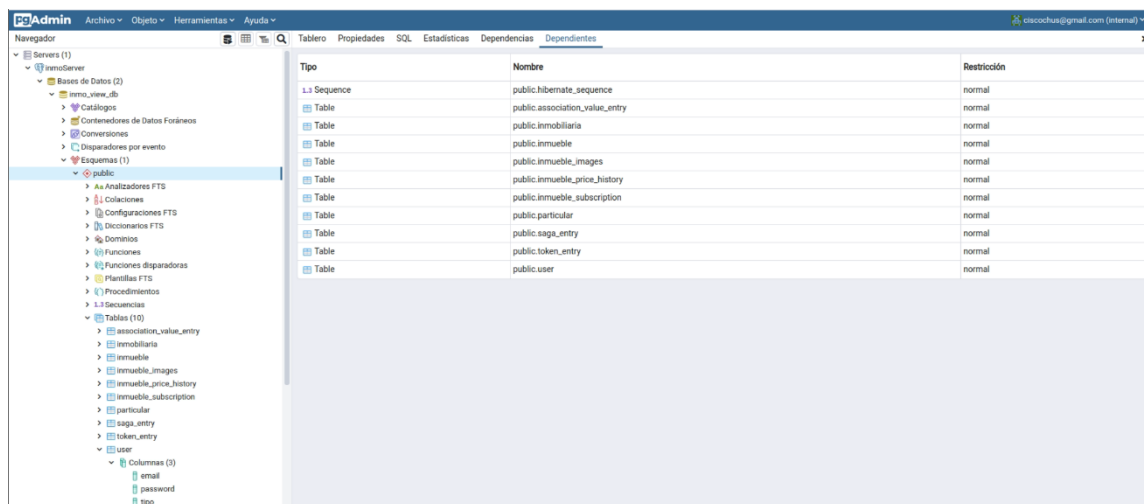 pgAdmin Archivo Objeto Herramientas Ayuda ciscochus@gmail.com (internal)
Navegador Tablero Propiedades SQL Estadísticas Dependencias Dependientes
Servers (1)
inmoServer
Bases de Datos (2)
inmo_view_db
Catálogos
Contenedores de Datos Foráneos
Conversiones
Disparadores por evento
Esquemas (1)
public
Aa Analizadores FTS
Colaciones
Configuraciones FTS
Diccionarios FTS
Dominios
Funciones
Funciones disparadoras
Plantillas FTS
Procedimientos
1..3 Secuencias
Tablas (10)
association_value_entry
inmobiliaria
inmueble
inmueble_images
inmueble_price_history
inmueble_subscription
particular
saga_entry
token_entry
user
Columnas (3)
email
password
tipo
Tipo Nombre Restricción
1..3 Sequence public.hibernate_sequence normal
Table public.association_value_entry normal
Table public.inmobiliaria normal
Table public.inmueble normal
Table public.inmueble_images normal
Table public.inmueble_price_history normal
Table public.inmueble_subscription normal
Table public.particular normal
Table public.saga_entry normal
Table public.token_entry normal
Table public.user normal